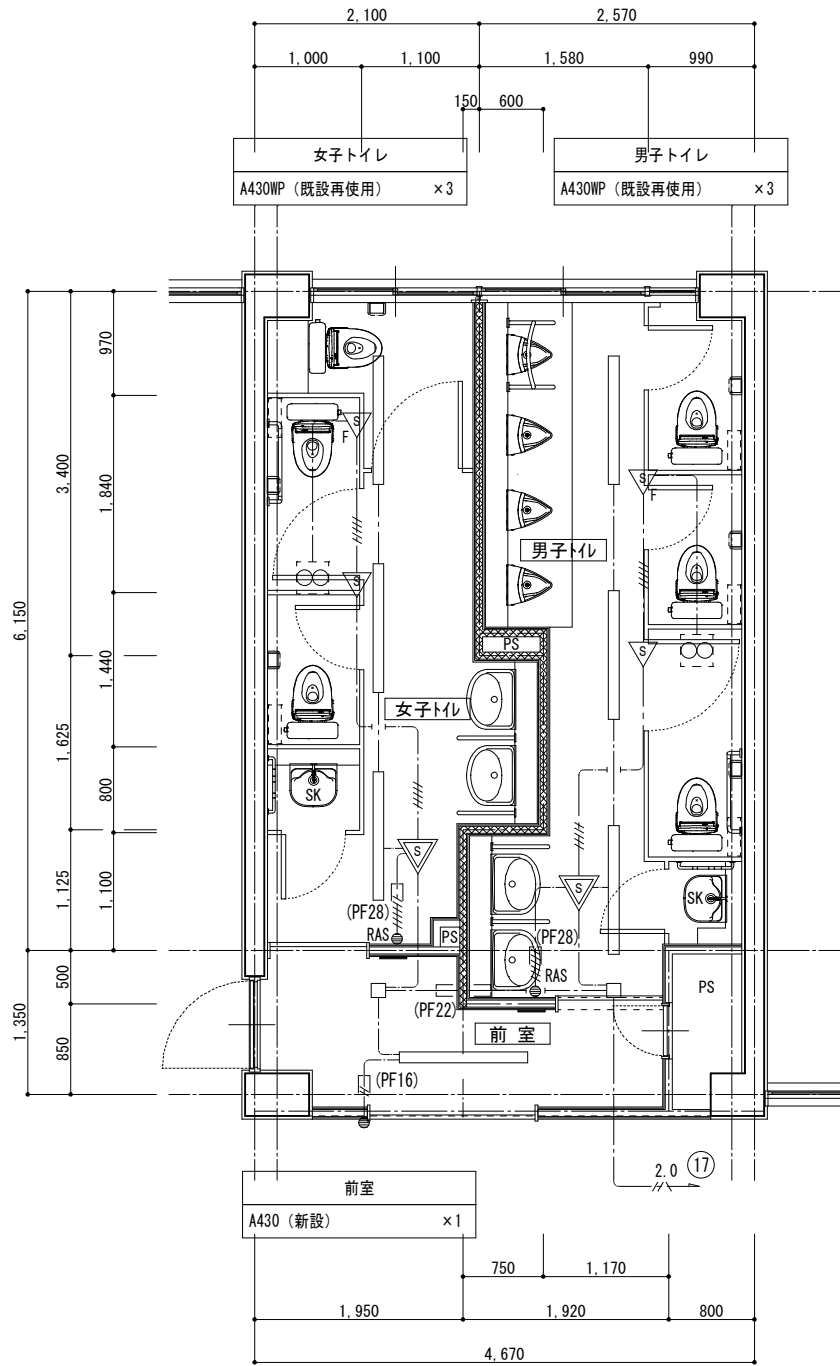 2,100
2,570
1,000
1,100
1,580
990
150
600
女子トイレ
A430WP（既設再使用） ×3
男子トイレ
A430WP（既設再使用） ×3
970
3,400
1,840
6,150
1,440
1,625
800
1,125
1,100
500
1,350
850
S
F
S
F
男子トイレ
S
PS
S
女子トイレ
SK
S
S
SK
(PF28)
RAS
PS
(PF28)
RAS
PS
(PF22)
前室
(PF16)
2.0
17
前室
A430（新設） ×1
750
1,170
1,950
1,920
800
4,670